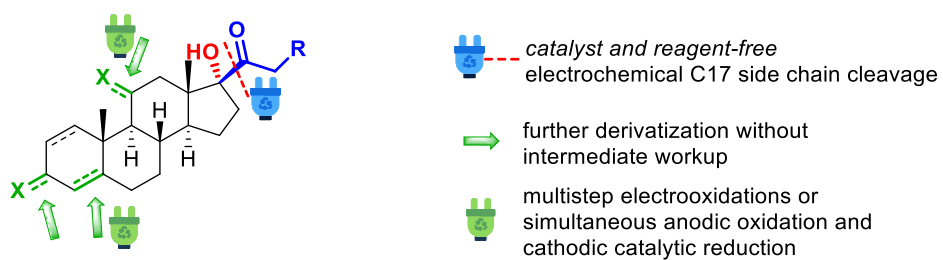 O
R
HO
X
H
H
H
X
catalyst and reagent-free
electrochemical C17 side chain cleavage
further derivatization without
intermediate workup
multistep electrooxidations or
simultaneous anodic oxidation and
cathodic catalytic reduction